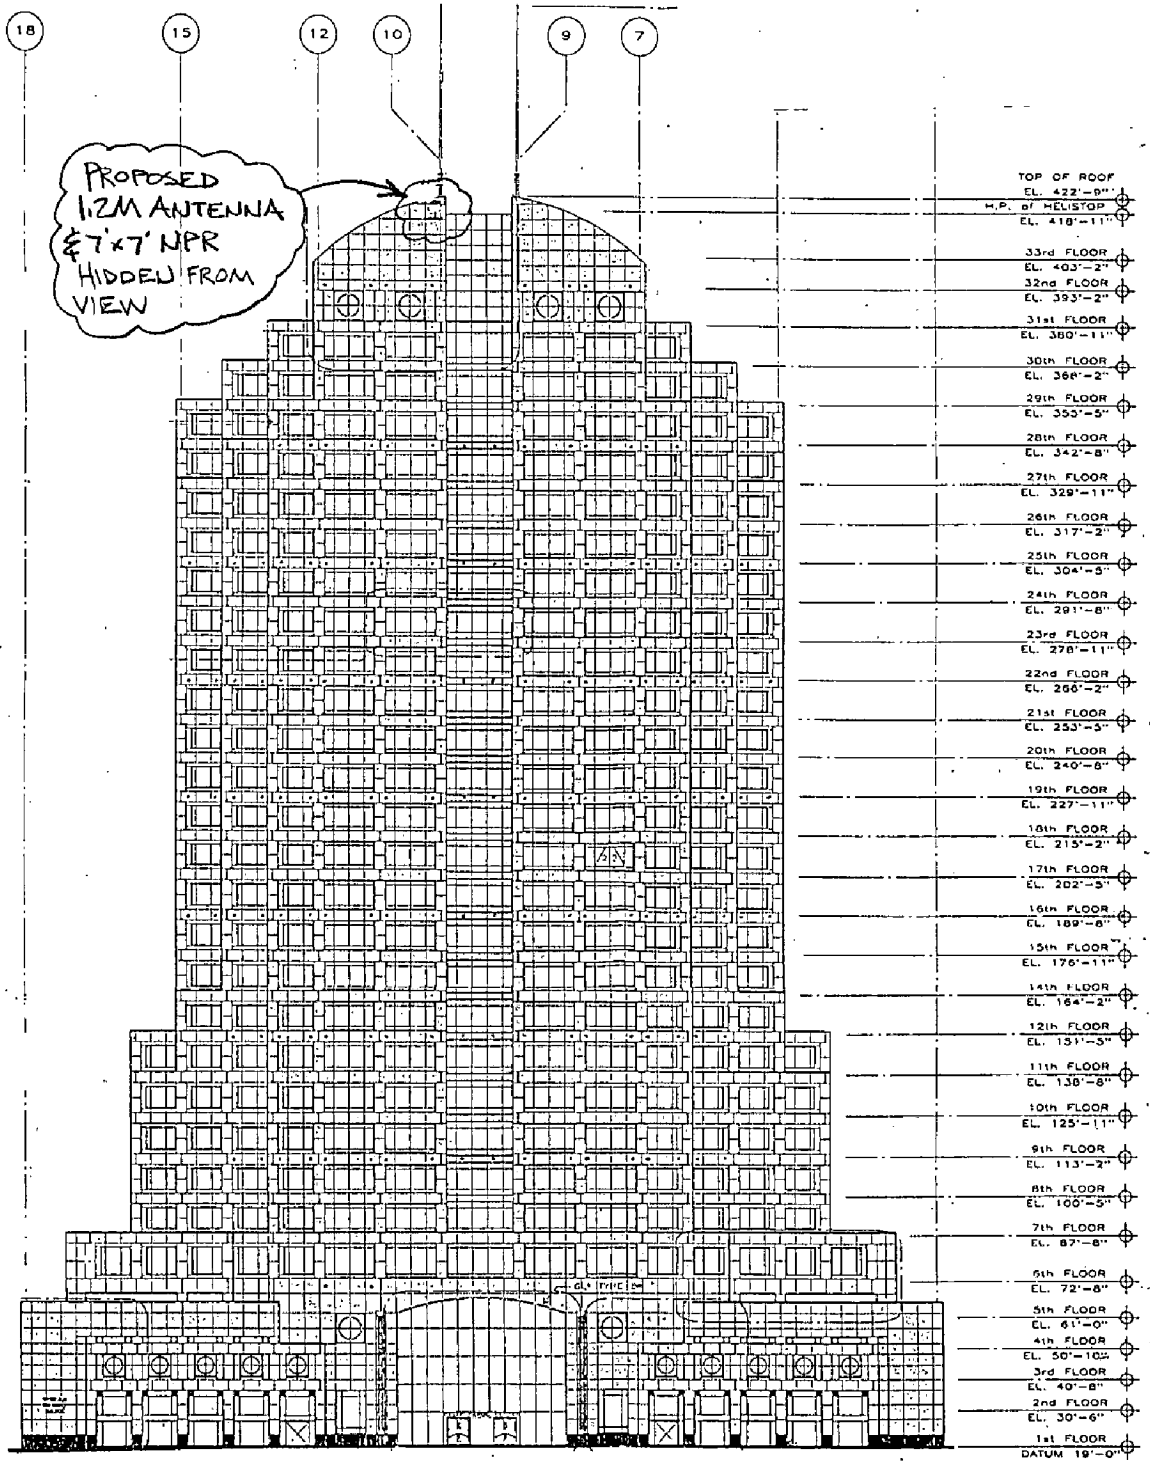 18
15
12
10
9
7
PROPOSED
1.2M ANTENNA
& 7'x7' NPR
HIDDEN FROM
VIEW
TOP OF ROOF
EL. 422'-9"
H.P. of HELISTOP
EL. 418'-11"
33rd FLOOR
EL. 403'-2"
32nd FLOOR
EL. 393'-2"
31st FLOOR
EL. 380'-11"
30th FLOOR
EL. 368'-2"
29th FLOOR
EL. 355'-5"
28th FLOOR
EL. 342'-8"
27th FLOOR
EL. 329'-11"
26th FLOOR
EL. 317'-2"
25th FLOOR
EL. 304'-5"
24th FLOOR
EL. 291'-8"
23rd FLOOR
EL. 278'-11"
22nd FLOOR
EL. 266'-2"
21st FLOOR
EL. 253'-5"
20th FLOOR
EL. 240'-8"
19th FLOOR
EL. 227'-11"
18th FLOOR
EL. 215'-2"
17th FLOOR
EL. 202'-5"
16th FLOOR
EL. 189'-8"
15th FLOOR
EL. 176'-11"
14th FLOOR
EL. 164'-2"
12th FLOOR
EL. 151'-5"
11th FLOOR
EL. 138'-8"
10th FLOOR
EL. 125'-11"
9th FLOOR
EL. 113'-2"
8th FLOOR
EL. 100'-5"
7th FLOOR
EL. 87'-8"
6th FLOOR
EL. 72'-8"
5th FLOOR
EL. 61'-0"
4th FLOOR
EL. 50'-10"
3rd FLOOR
EL. 40'-8"
2nd FLOOR
EL. 30'-6"
1st FLOOR
DATUM 19'-0"